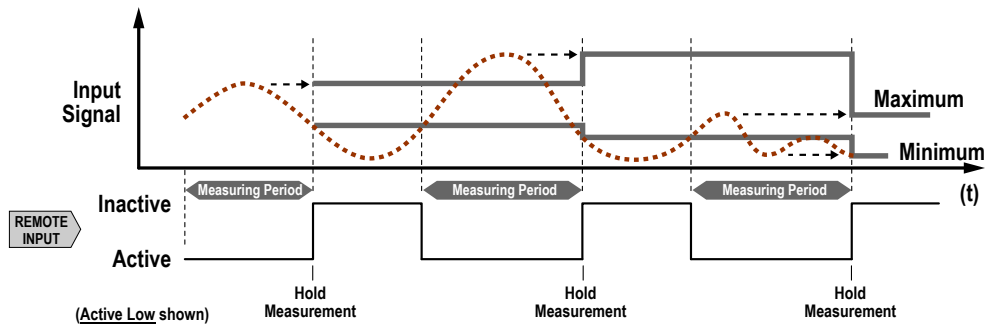 Input
Signal
Maximum
Minimum
Measuring Period
Measuring Period
Measuring Period
(t)
Inactive
REMOTE
INPUT
Active
Hold
Measurement
Hold
Measurement
Hold
Measurement
(Active Low shown)